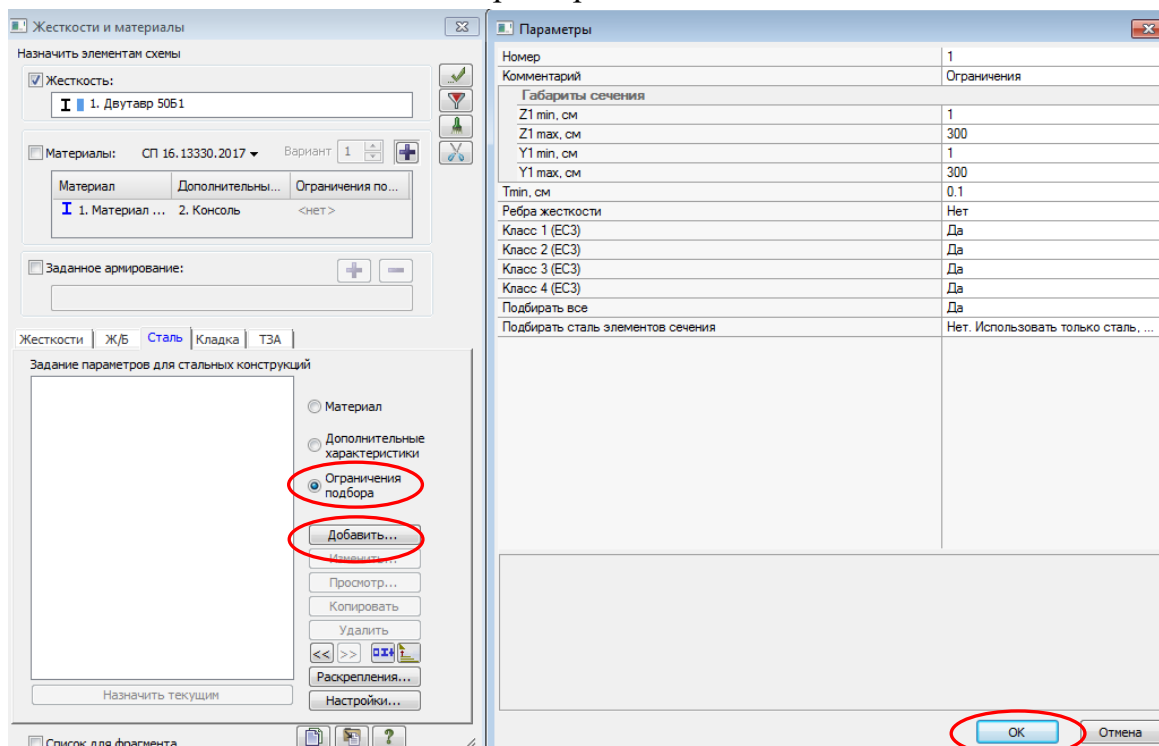 Жесткости и материалы
Назначить элементам схемы
Жесткость:
1. Двутавр 50Б1
Материалы: СП 16.13330.2017 Вариант 1
Материал Дополнительны... Ограничения по...
1. Материал ... 2. Консоль <нет>
Заданное армирование:
Жесткости Ж/Б Сталь Кладка ТЗА
Задание параметров для стальных конструкций
Материал
Дополнительные
характеристики
Ограничения
подбора
Добавить...
Изменить...
Просмотр...
Копировать
Удалить
<< >>
Раскрепления...
Назначить текущим
Настройки...
Список для фрагмента
?
Параметры
Номер 1
Комментарий Ограничения
Габариты сечения
Z1 min, см 1
Z1 max, см 300
Y1 min, см 1
Y1 max, см 300
Tmin, см 0.1
Ребра жесткости Нет
Класс 1 (EC3) Да
Класс 2 (EC3) Да
Класс 3 (EC3) Да
Класс 4 (EC3) Да
Подбирать все Да
Подбирать сталь элементов сечения Нет. Использовать только сталь, ...
OK Отмена